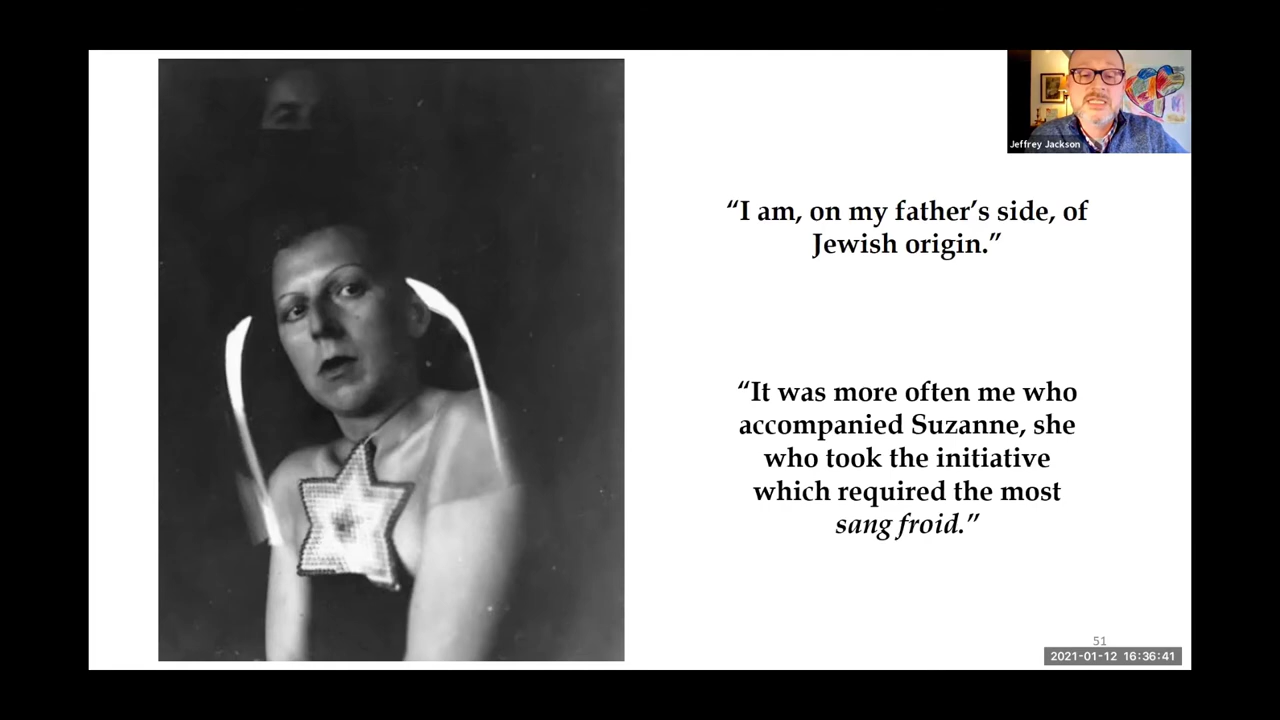 Jeffrey Jackson
“I am, on my father’s side, of
Jewish origin.”
“It was more often me who
accompanied Suzanne, she
who took the initiative
which required the most
sang froid.”
51
2021-01-12 16:36:41